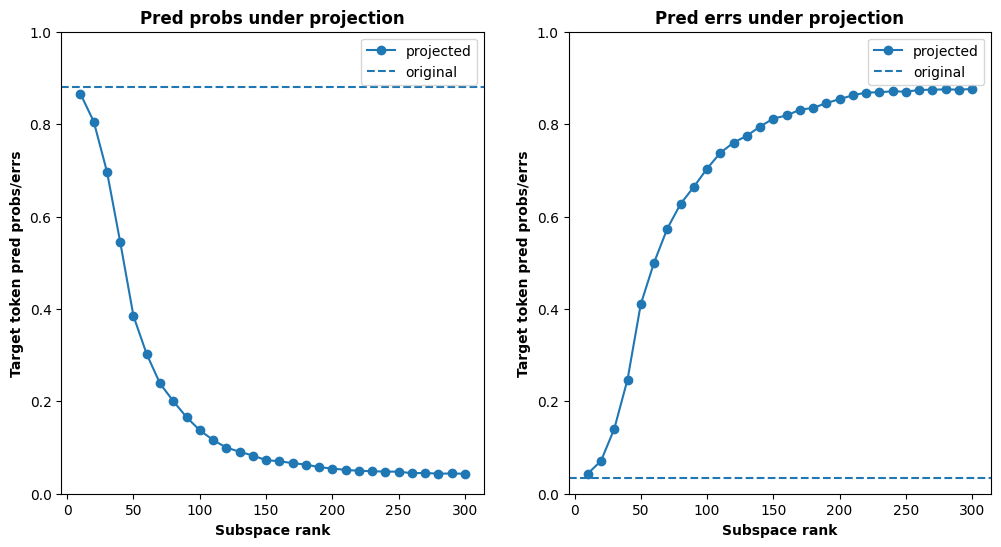 Pred probs under projection
1.0
0.8
0.6
0.4
0.2
0.0
Target token pred probs/errs
projected
original
0 50 100 150 200 250 300
Subspace rank
Pred errs under projection
1.0
0.8
0.6
0.4
0.2
0.0
Target token pred probs/errs
projected
original
0 50 100 150 200 250 300
Subspace rank